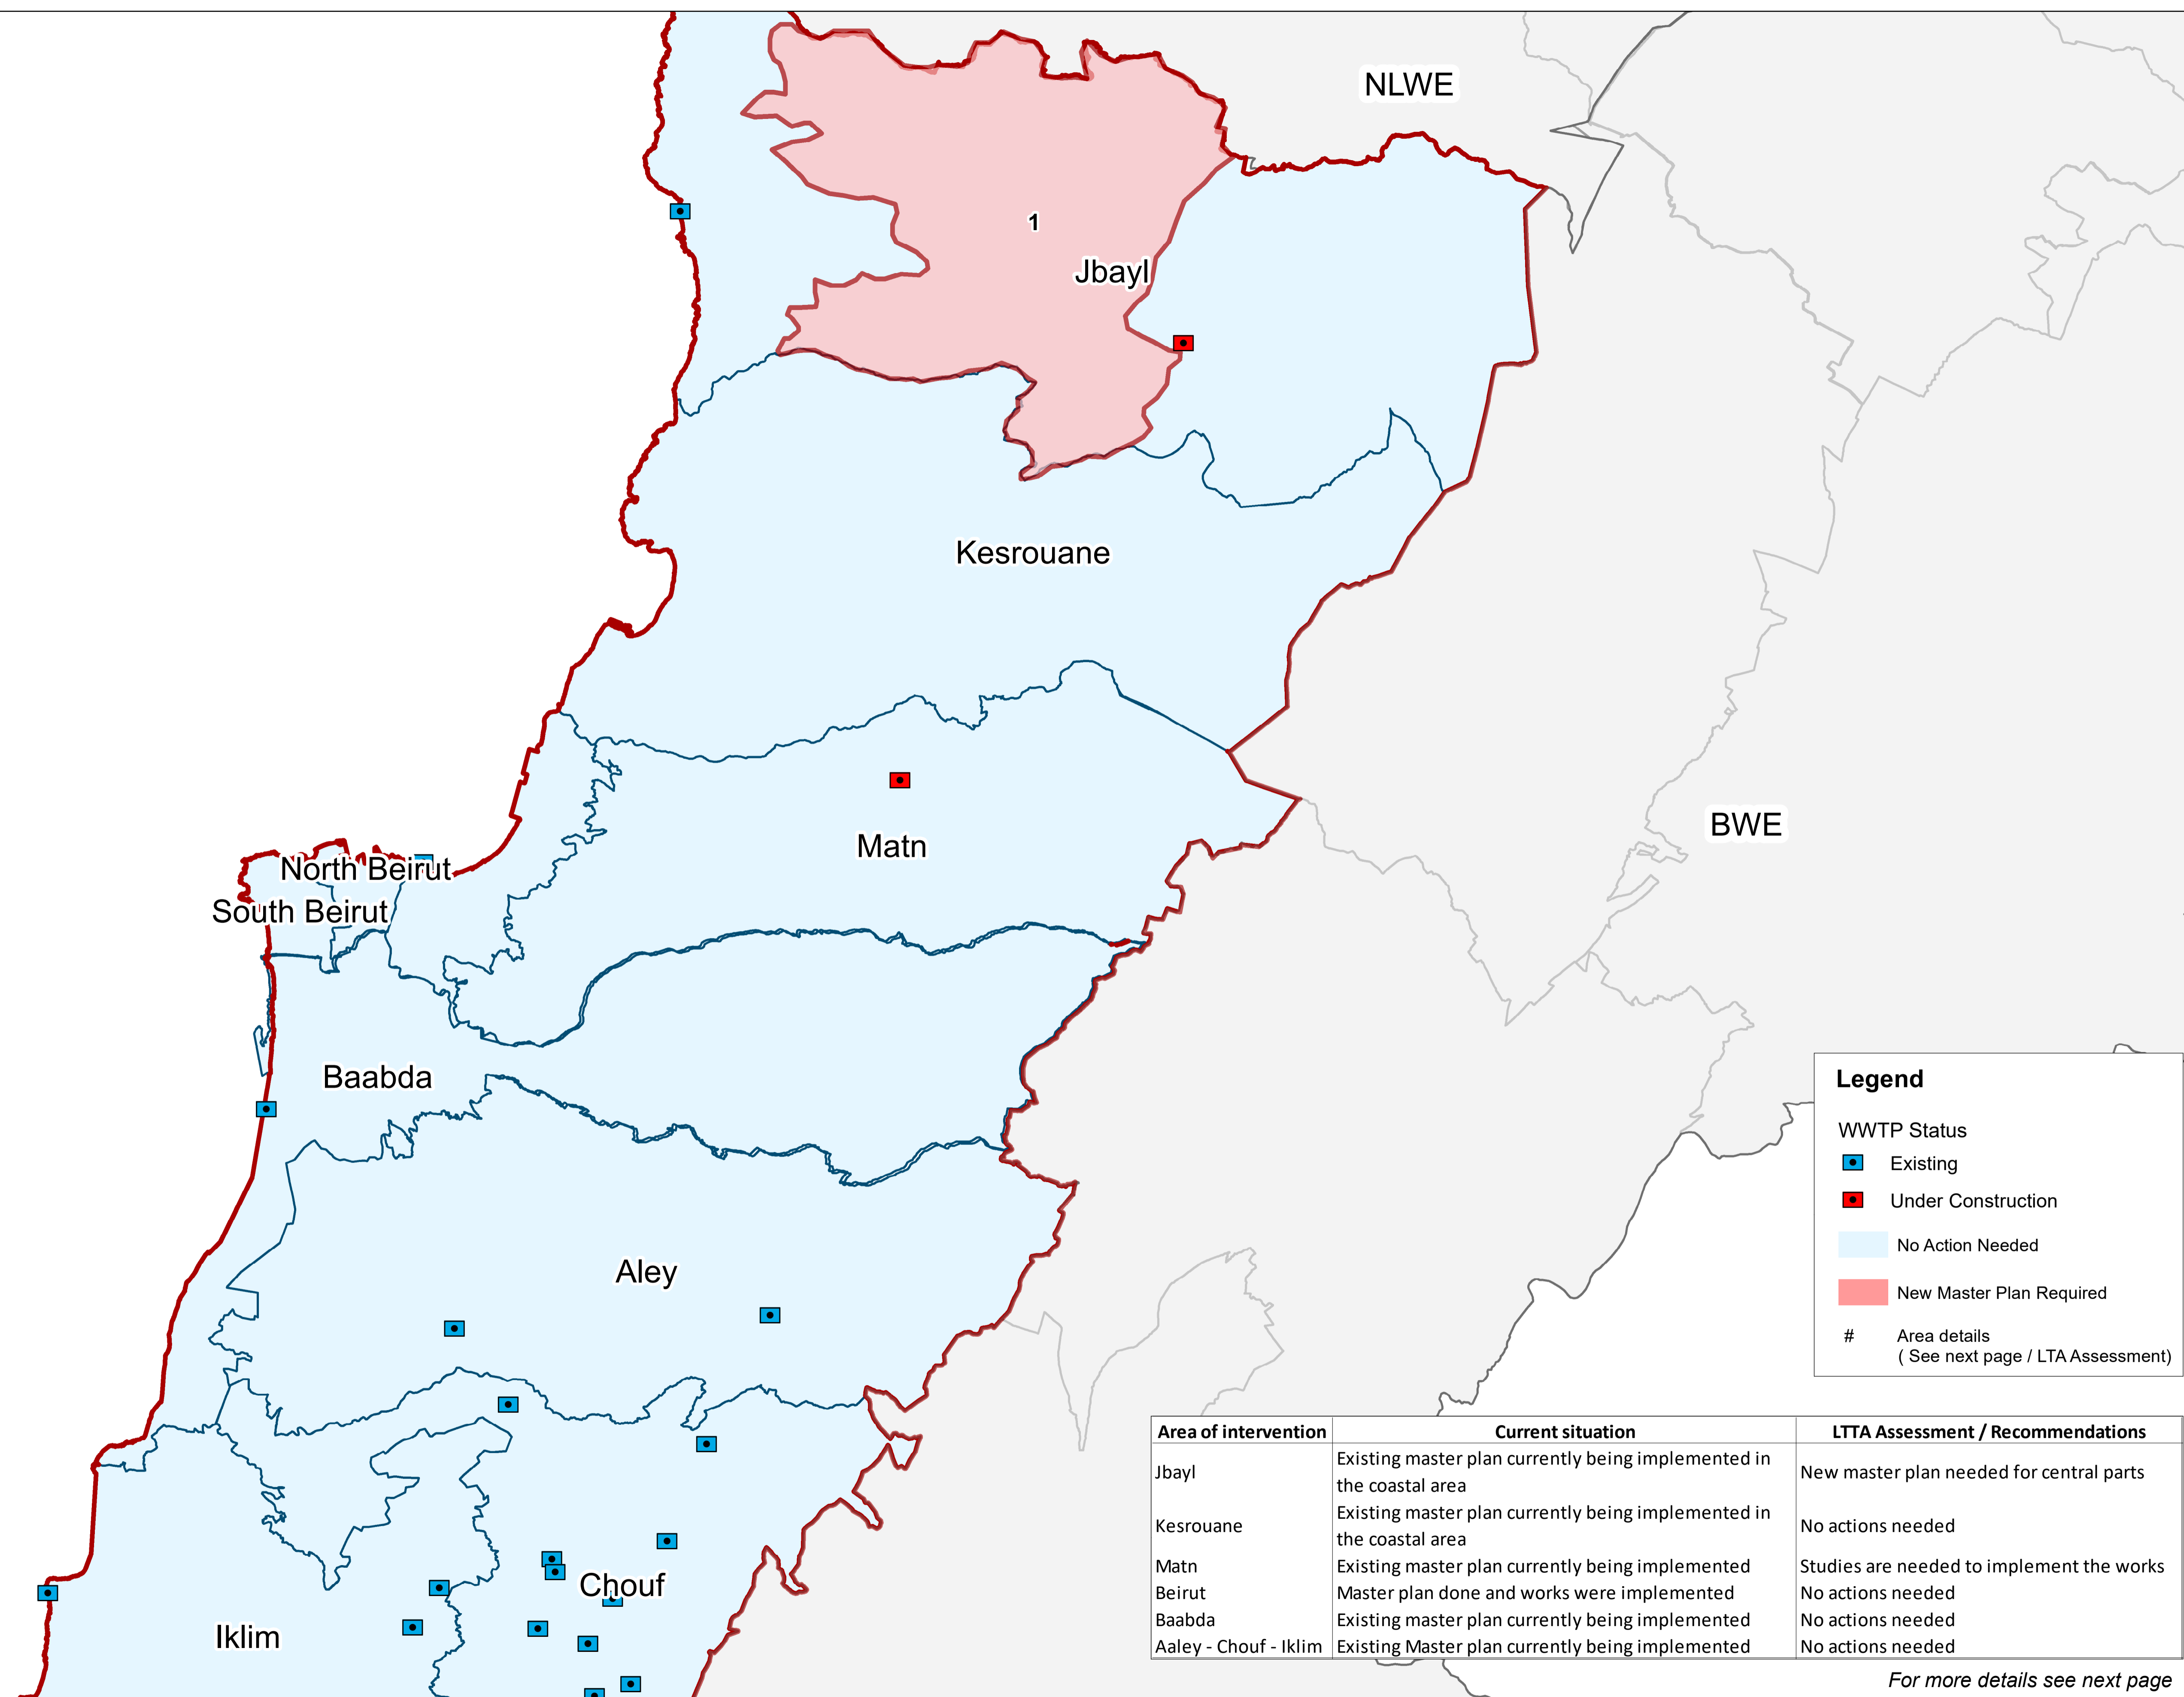 NLWE
1
Jbayl
Kesrouane
Matn
BWE
North Beirut
South Beirut
Baabda
Aley
Chouf
Iklim
Legend
WWTP Status
Existing
Under Construction
No Action Needed
New Master Plan Required
# Area details
( See next page / LTA Assessment)
Area of intervention Current situation LTTA Assessment / Recommendations
Jbayl Existing master plan currently being implemented in the coastal area New master plan needed for central parts
Kesrouane Existing master plan currently being implemented in the coastal area No actions needed
Matn Existing master plan currently being implemented Studies are needed to implement the works
Beirut Master plan done and works were implemented No actions needed
Baabda Existing master plan currently being implemented No actions needed
Aaley - Chouf - Iklim Existing Master plan currently being implemented No actions needed
For more details see next page